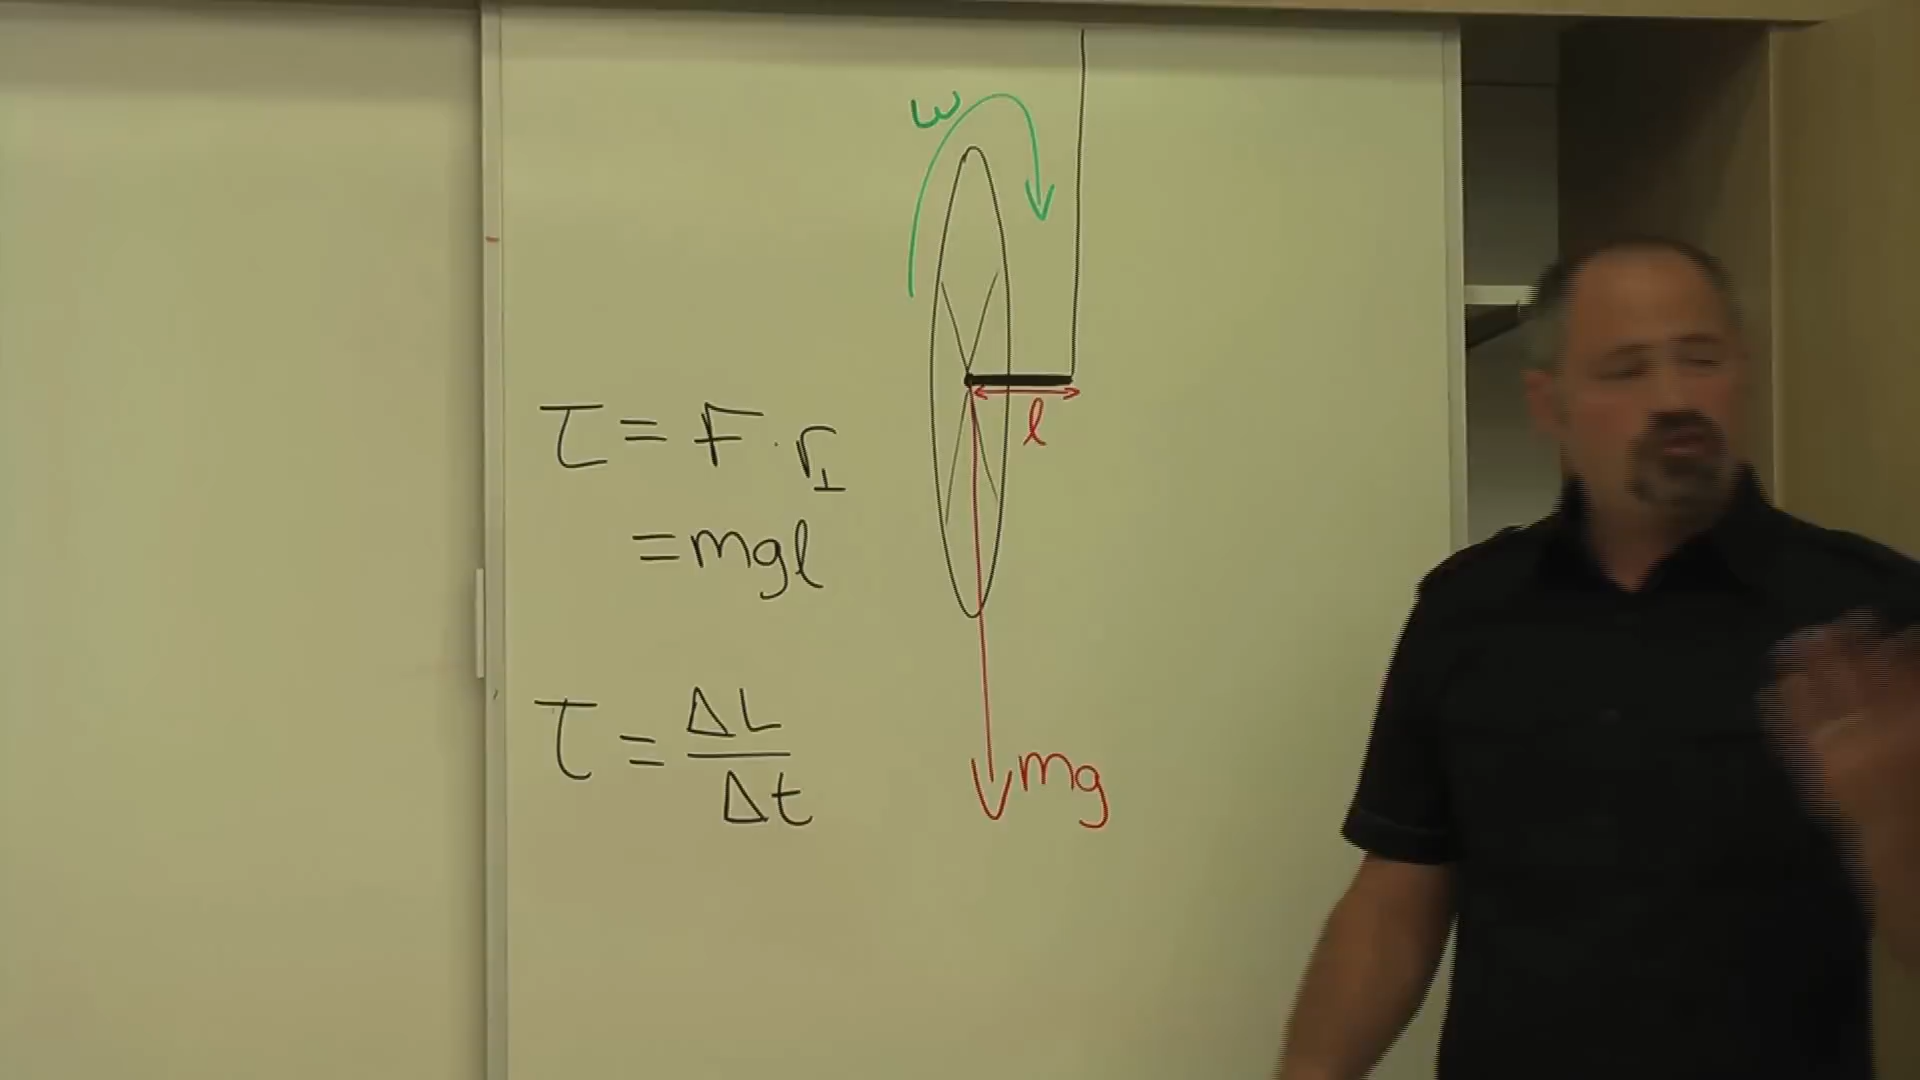 ω
l
τ = F · r⊥
= mgl
τ = ΔL/Δt
mg